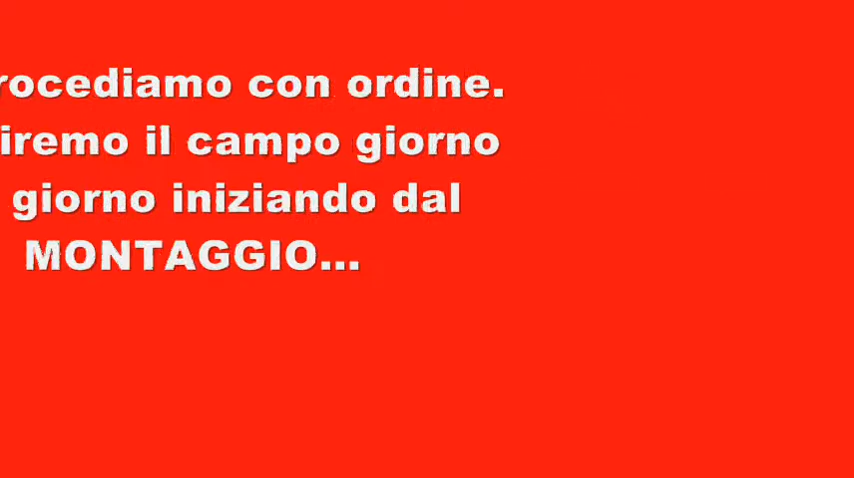 rocediamo con ordine.
iremo il campo giorno
giorno iniziando dal
MONTAGGIO...